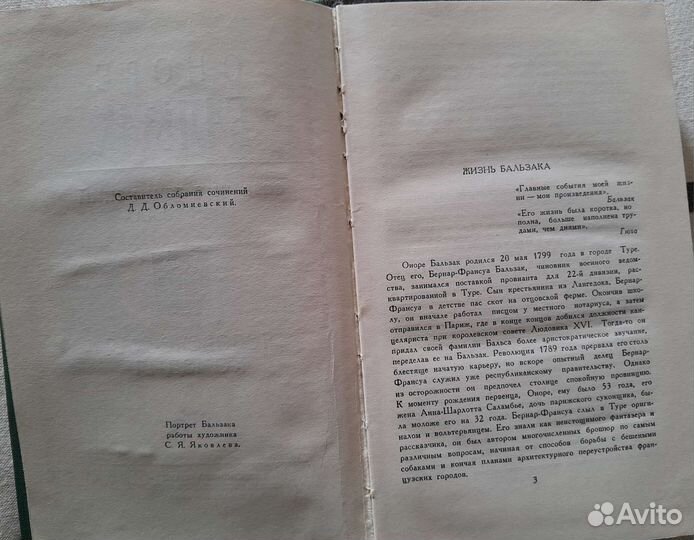 Составитель собрания сочинений
Д. Д. Обломиевский.
Портрет Бальзака
работы художника
С. Я. Яковлева.
ЖИЗНЬ БАЛЬЗАКА
«Главные события моей жиз-
ни — мои произведения».
Бальзак
«Его жизнь была коротка, но
полна, больше наполнена тру-
дами, чем днями».
Гюго
Оноре Бальзак родился 20 мая 1799 года в городе Туре.
Отец его, Бернар-Франсуа Бальзак, чиновник военного ведом-
ства, занимался поставкой провианта для 22-й дивизии, рас-
квартированной в Туре. Сын крестьянина из Лангедока, Бернар-
Франсуа в детстве пас скот на отцовской ферме. Окончив шко-
лу, он вначале работал писцом у местного нотариуса, а затем
отправился в Париж, где в конце концов добился должности кан-
целяриста при королевском совете Людовика XVI. Тогда-то он
придал своей фамилии Бальса более аристократическое звучание,
переделав ее на Бальзак. Революция 1789 года прервала его столь
блестяще начатую карьеру, но вскоре опытный делец Бернар-
Франсуа служил уже республиканскому правительству. Однако
из осторожности он предпочел столице спокойную провинцию.
К моменту рождения первенца, Оноре, ему было 53 года, его
жена Анна-Шарлотта Саламбье, дочь парижского суконщика, бы-
ла моложе его на 32 года. Бернар-Франсуа слыл в Туре ориги-
налом и вольтерьянцем. Его знали как неистощимого фантазера и
рассказчика, он был автором многочисленных брошюр по самым
различным вопросам, начиная от способов борьбы с бешеными
собаками и кончая планами архитектурного переустройства фран-
цузских городов.
3
Avito